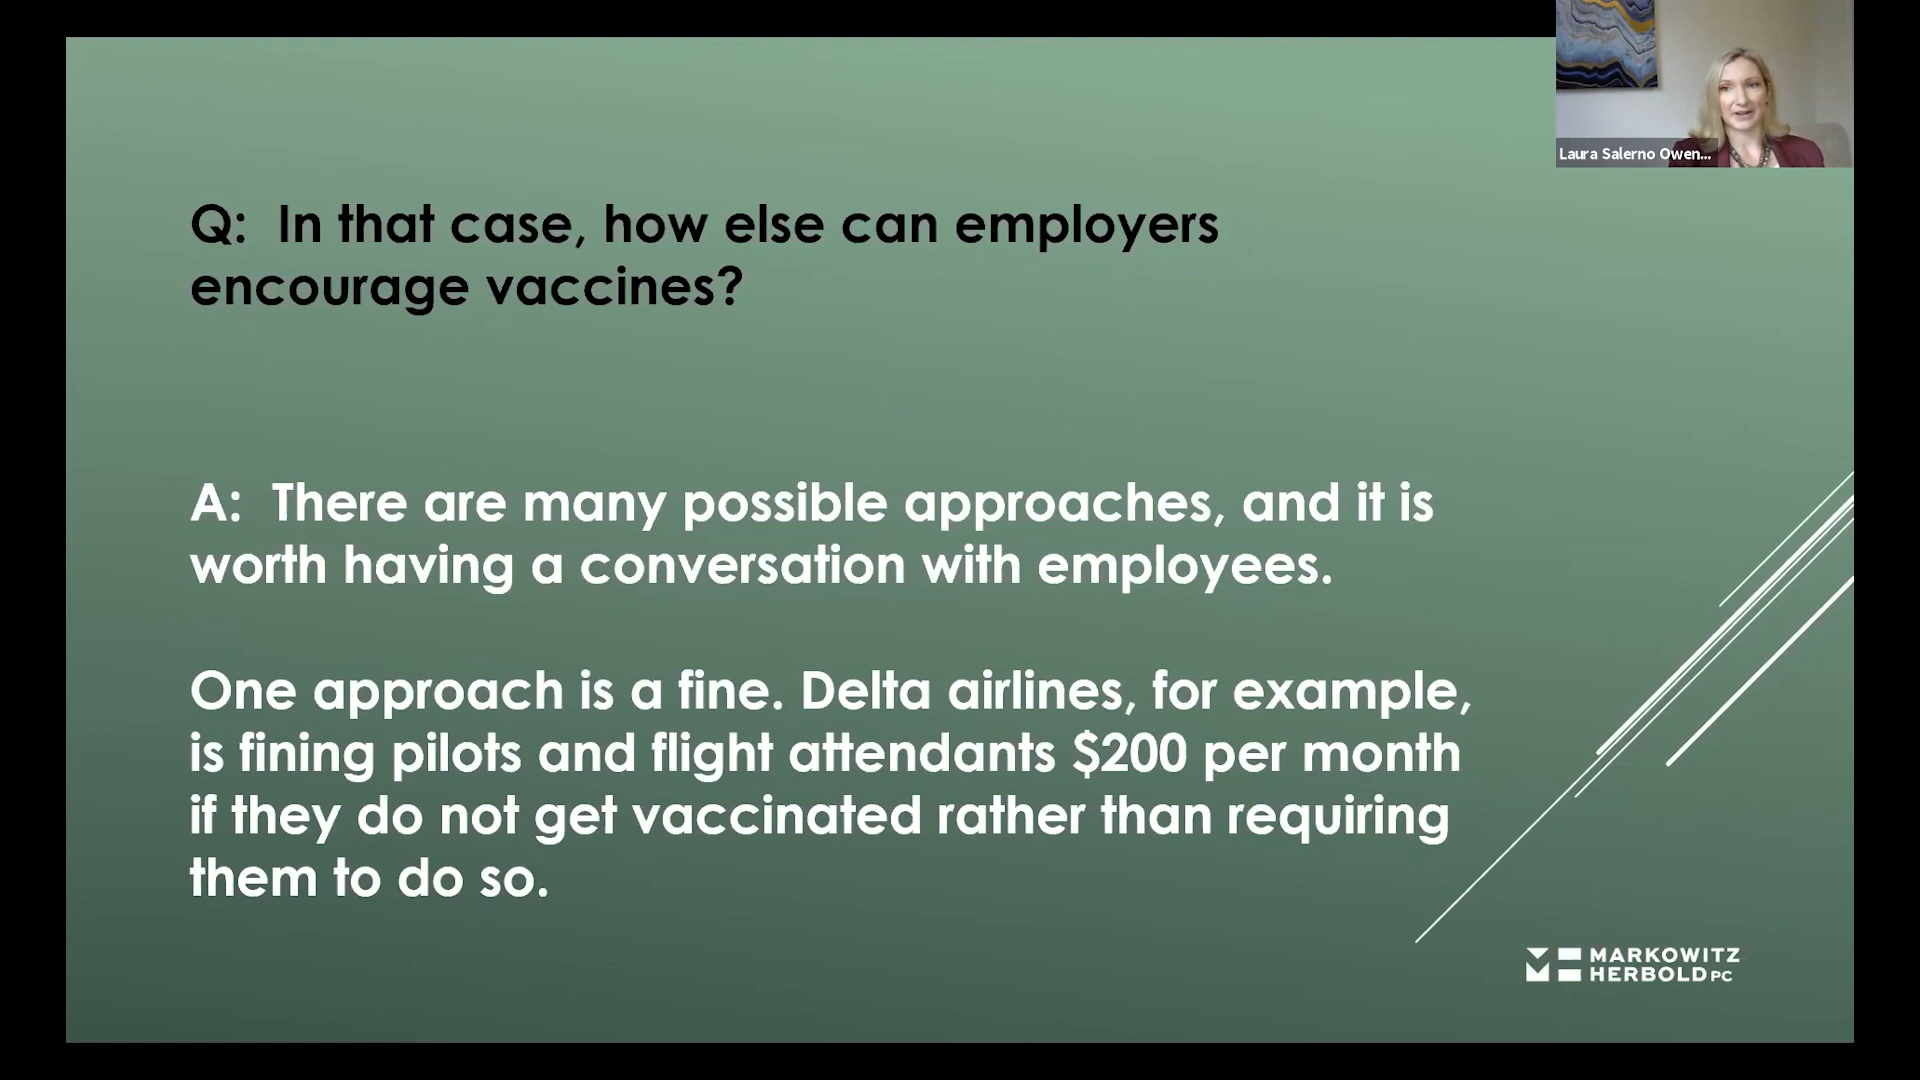 Laura Salerno Owen...
Q: In that case, how else can employers
encourage vaccines?
A: There are many possible approaches, and it is
worth having a conversation with employees.
One approach is a fine. Delta airlines, for example,
is fining pilots and flight attendants $200 per month
if they do not get vaccinated rather than requiring
them to do so.
MARKOWITZ
HERBOLD PC